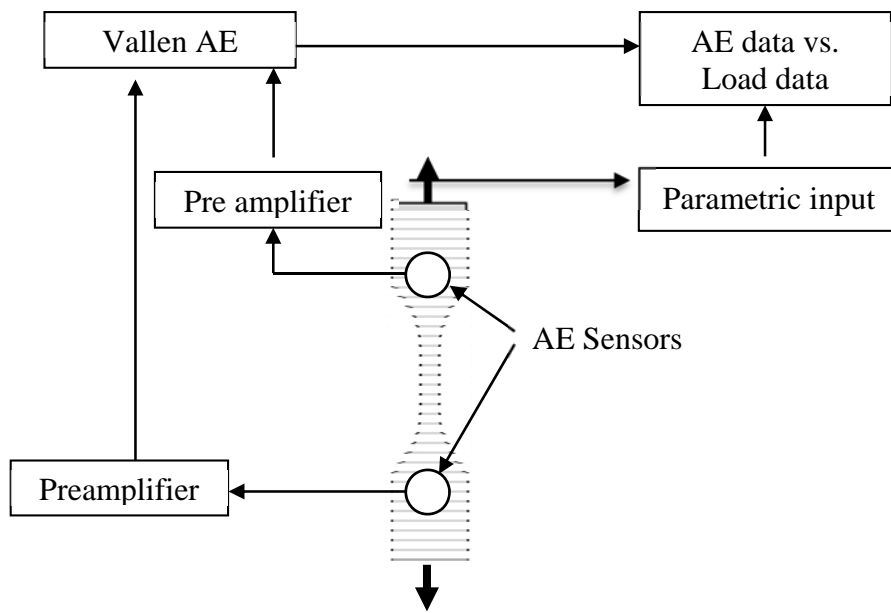 Vallen AE
AE data vs.
Load data
Pre amplifier
Parametric input
AE Sensors
Preamplifier